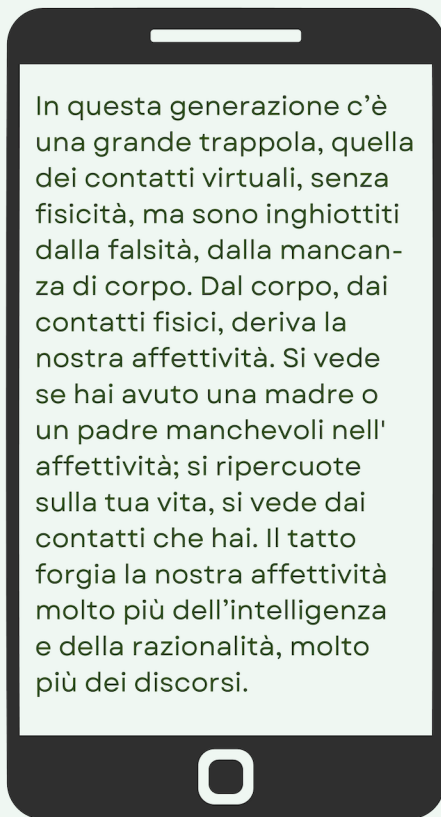 In questa generazione c’è
una grande trappola, quella
dei contatti virtuali, senza
fisicità, ma sono inghiottiti
dalla falsità, dalla mancan-
za di corpo. Dal corpo, dai
contatti fisici, deriva la
nostra affettività. Si vede
se hai avuto una madre o
un padre manchevoli nell'
affettività; si ripercuote
sulla tua vita, si vede dai
contatti che hai. Il tatto
forgia la nostra affettività
molto più dell’intelligenza
e della razionalità, molto
più dei discorsi.